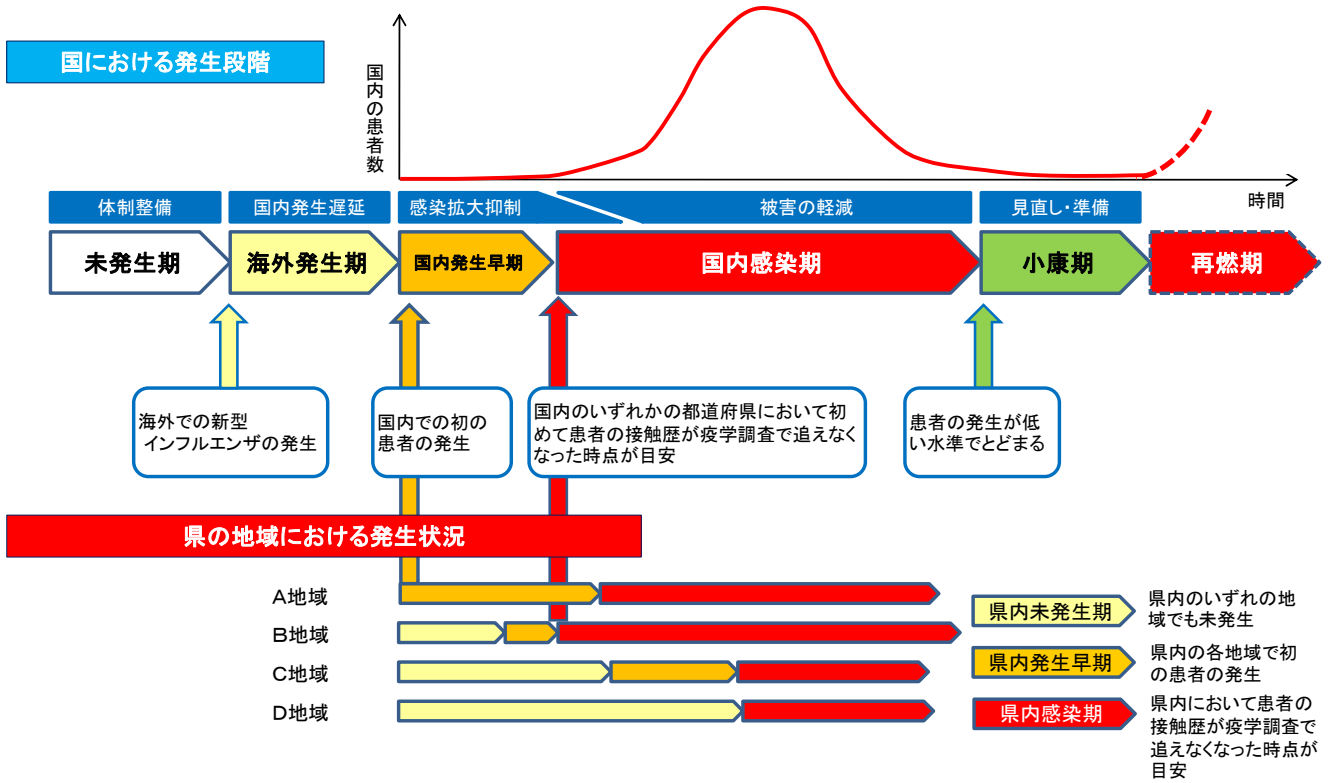 国における発生段階
国内の患者数
時間
体制整備
国内発生遅延
感染拡大抑制
被害の軽減
見直し・準備
未発生期
海外発生期
国内発生早期
国内感染期
小康期
再燃期
海外での新型
インフルエンザの発生
国内での初の
患者の発生
国内のいずれかの都道府県において初
めて患者の接触歴が疫学調査で追えなく
なった時点が目安
患者の発生が低
い水準でとどまる
県の地域における発生状況
A地域
B地域
C地域
D地域
県内未発生期
県内のいずれの地
域でも未発生
県内発生早期
県内の各地域で初
の患者の発生
県内感染期
県内において患者の
接触歴が疫学調査で
追えなくなった時点が
目安